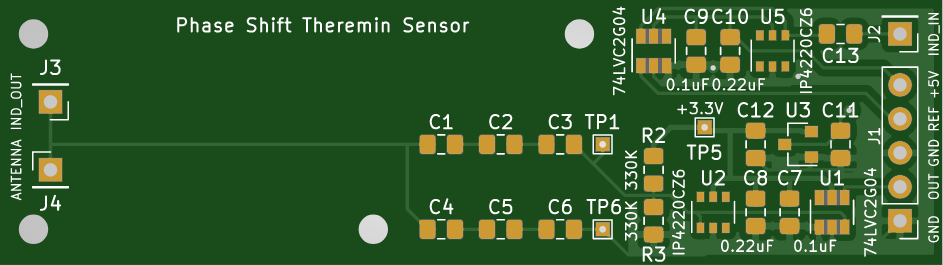 Phase Shift Theremin Sensor
74LVC2G04
U4
C9
C10
U5
IP4220CZ6
C13
J2
IND_IN
0.1uF
0.22uF
J3
IND_OUT
ANTENNA
J4
C1
C2
C3
TP1
C4
C5
C6
TP6
R2
330K
330K
R3
+3.3V
TP5
C12
U3
C11
J1
+5V
REF
GND
OUT
GND
IP4220CZ6
U2
C8
C7
U1
74LVC2G04
0.22uF
0.1uF